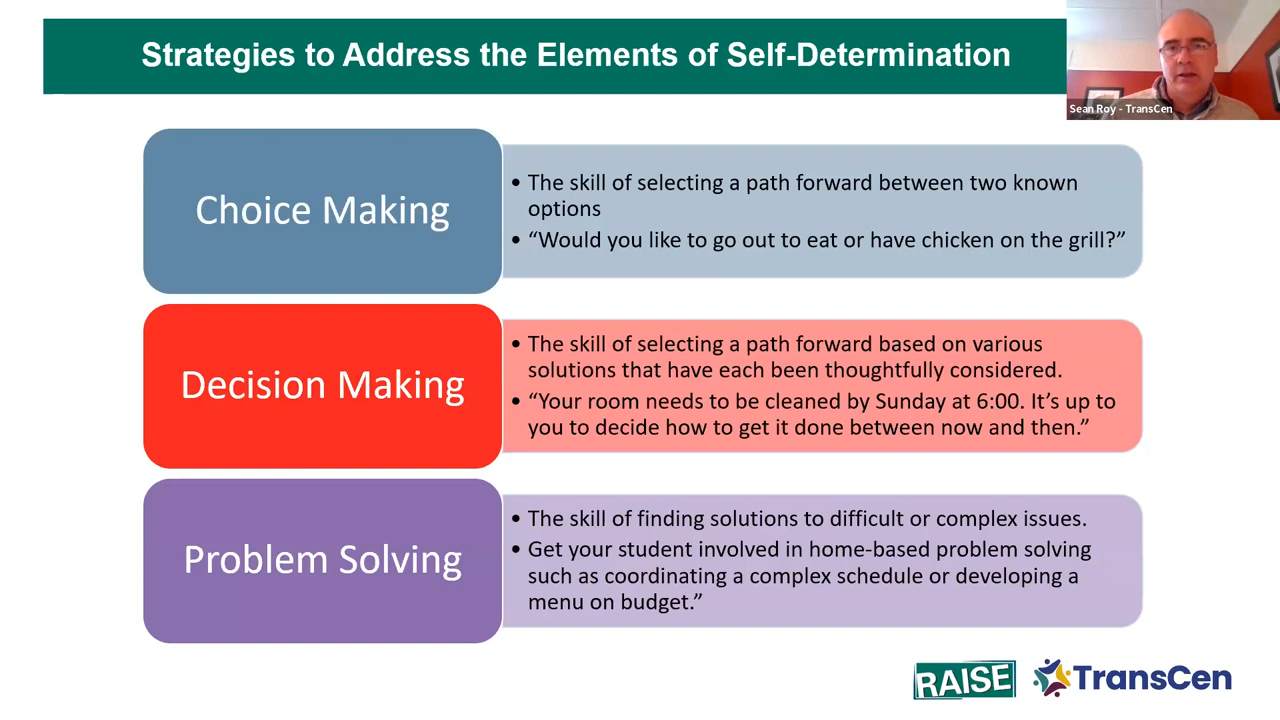 Strategies to Address the Elements of Self-Determination
Sean Roy - TransCen
Choice Making
• The skill of selecting a path forward between two known
options
• “Would you like to go out to eat or have chicken on the grill?”
Decision Making
• The skill of selecting a path forward based on various
solutions that have each been thoughtfully considered.
• “Your room needs to be cleaned by Sunday at 6:00. It’s up to
you to decide how to get it done between now and then.”
Problem Solving
• The skill of finding solutions to difficult or complex issues.
• Get your student involved in home-based problem solving
such as coordinating a complex schedule or developing a
menu on budget.”
RAISE
TransCen